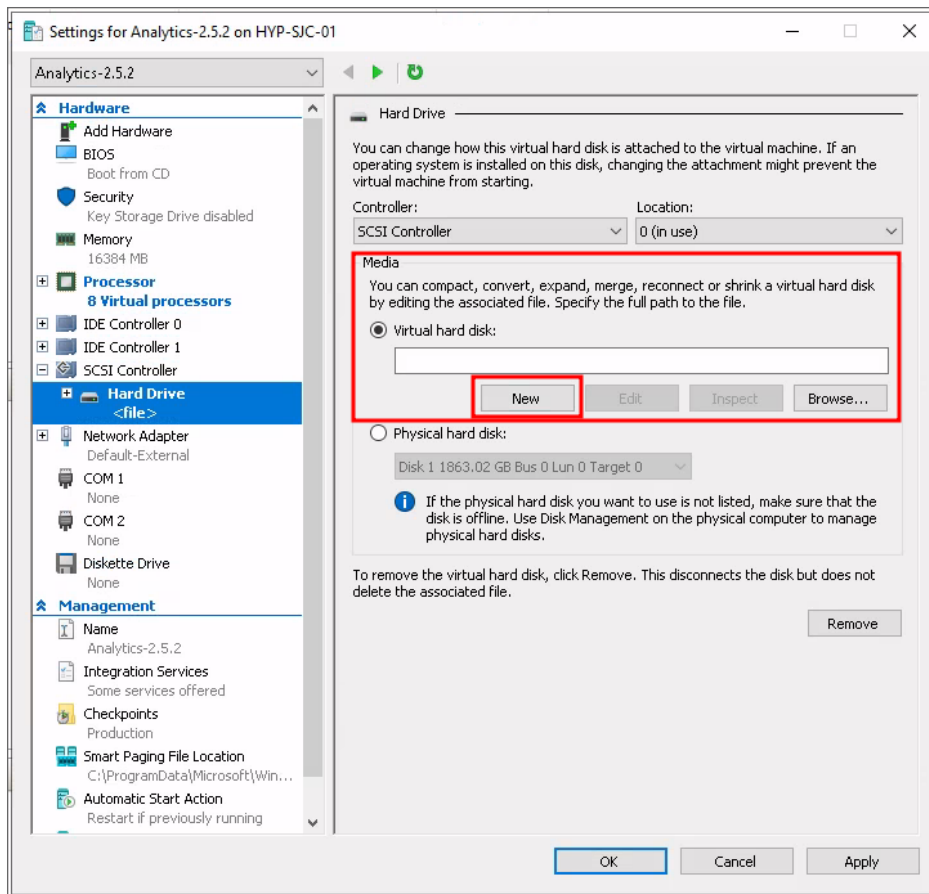 Settings for Analytics-2.5.2 on HYP-SJC-01
Analytics-2.5.2
Hardware
Add Hardware
BIOS
Boot from CD
Security
Key Storage Drive disabled
Memory
16384 MB
Processor
8 Virtual processors
IDE Controller 0
IDE Controller 1
SCSI Controller
Hard Drive
<file>
Network Adapter
Default-External
COM 1
None
COM 2
None
Diskette Drive
None
Management
Name
Analytics-2.5.2
Integration Services
Some services offered
Checkpoints
Production
Smart Paging File Location
C:\ProgramData\Microsoft\Win...
Automatic Start Action
Restart if previously running
Hard Drive
You can change how this virtual hard disk is attached to the virtual machine. If an
operating system is installed on this disk, changing the attachment might prevent the
virtual machine from starting.
Controller:
Location:
SCSI Controller
0 (in use)
Media
You can compact, convert, expand, merge, reconnect or shrink a virtual hard disk
by editing the associated file. Specify the full path to the file.
Virtual hard disk:
New
Edit
Inspect
Browse...
Physical hard disk:
Disk 1 1863.02 GB Bus 0 Lun 0 Target 0
If the physical hard disk you want to use is not listed, make sure that the
disk is offline. Use Disk Management on the physical computer to manage
physical hard disks.
To remove the virtual hard disk, click Remove. This disconnects the disk but does not
delete the associated file.
Remove
OK
Cancel
Apply